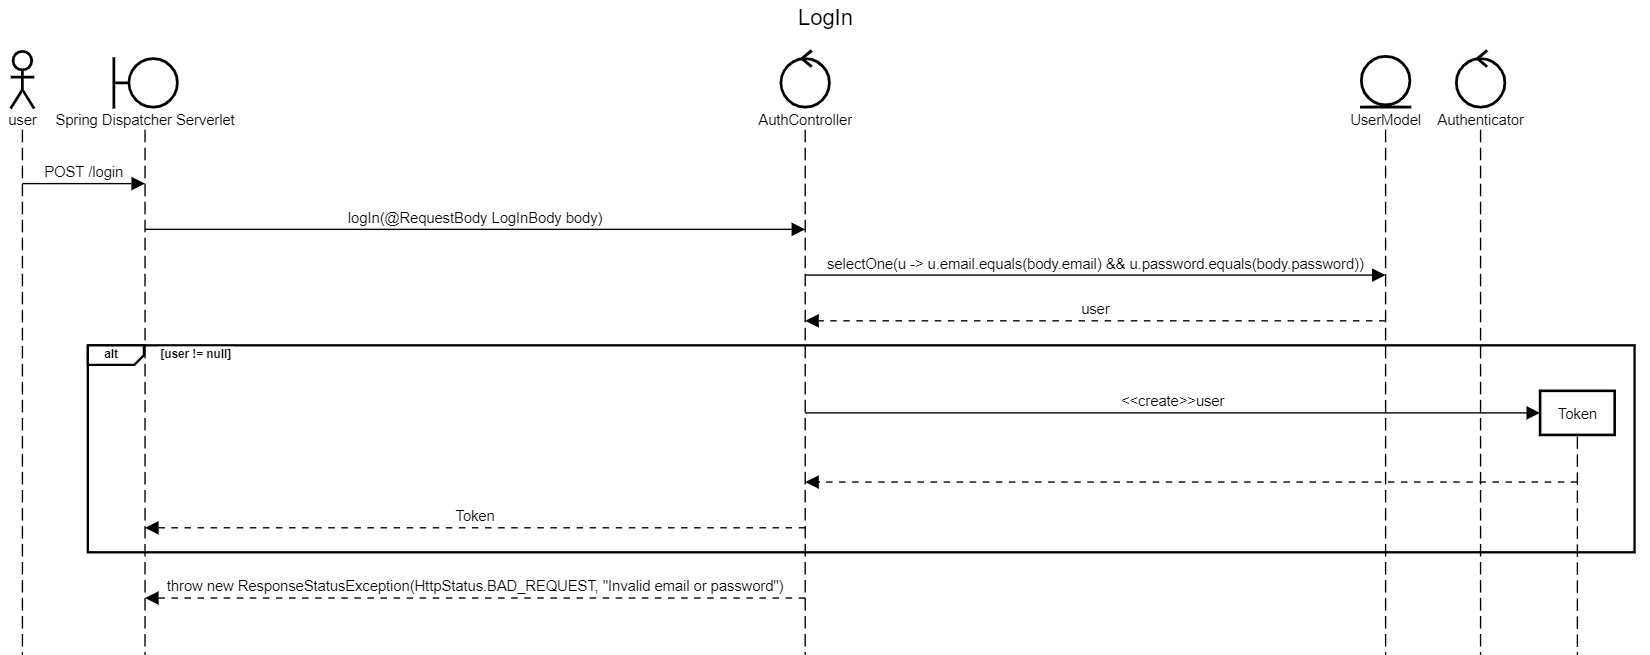 LogIn
user
Spring Dispatcher Servlet
AuthController
UserModel
Authenticator
POST /login
logIn(@RequestBody LogInBody body)
selectOne(u -> u.email.equals(body.email) && u.password.equals(body.password))
user
alt
[user != null]
<<create>>user
Token
Token
throw new ResponseStatusException(HttpStatus.BAD_REQUEST, "Invalid email or password")